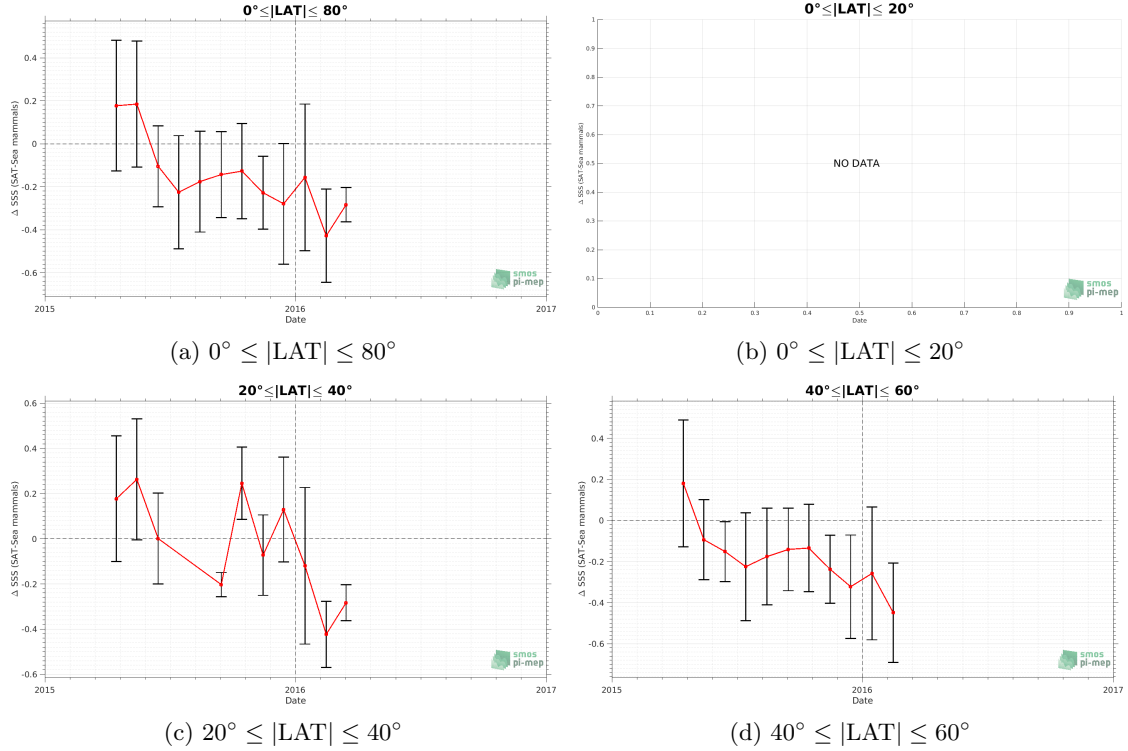 0°≤|LAT|≤ 80°
Δ SSS (SAT-Sea mammals)
0.4
0.2
0
-0.2
-0.4
-0.6
2015 2016 2017
Date
smos
pi-mep
(a) 0° ≤ |LAT| ≤ 80°
0°≤|LAT|≤ 20°
Δ SSS (SAT-Sea mammals)
1
0.9
0.8
0.7
0.6
0.5
0.4
0.3
0.2
0.1
0
NO DATA
0 0.1 0.2 0.3 0.4 0.5 0.6 0.7 0.8 0.9 1
Date
smos
pi-mep
(b) 0° ≤ |LAT| ≤ 20°
20°≤|LAT|≤ 40°
Δ SSS (SAT-Sea mammals)
0.6
0.4
0.2
0
-0.2
-0.4
-0.6
2015 2016 2017
Date
smos
pi-mep
(c) 20° ≤ |LAT| ≤ 40°
40°≤|LAT|≤ 60°
Δ SSS (SAT-Sea mammals)
0.4
0.2
0
-0.2
-0.4
-0.6
2015 2016 2017
Date
smos
pi-mep
(d) 40° ≤ |LAT| ≤ 60°